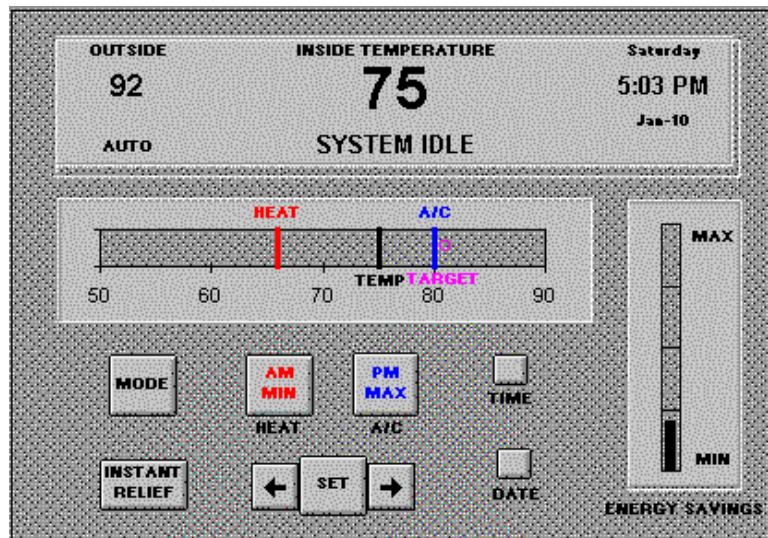 OUTSIDE
INSIDE TEMPERATURE
Saturday
92
75
5:03 PM
Jan-10
AUTO
SYSTEM IDLE
HEAT
A/C
TEMP
TARGET
50
60
70
80
90
MAX
MIN
ENERGY SAVINGS
MODE
AM
MIN
HEAT
PM
MAX
A/C
TIME
INSTANT
RELIEF
←
SET
→
DATE